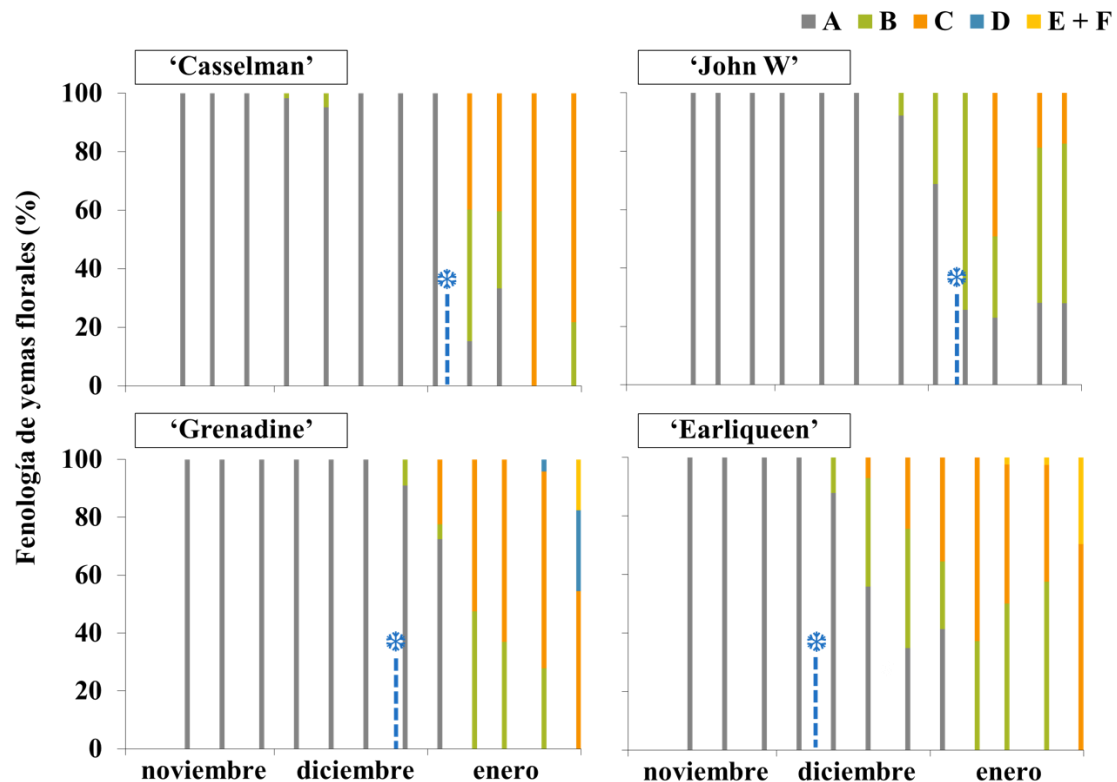 A B C D E + F
‘Casselman’ ‘John W’
Fenología de yemas florales (%)
100
80
60
40
20
0
‘Grenadine’ ‘Earliqueen’
100
80
60
40
20
0
noviembre diciembre enero noviembre diciembre enero